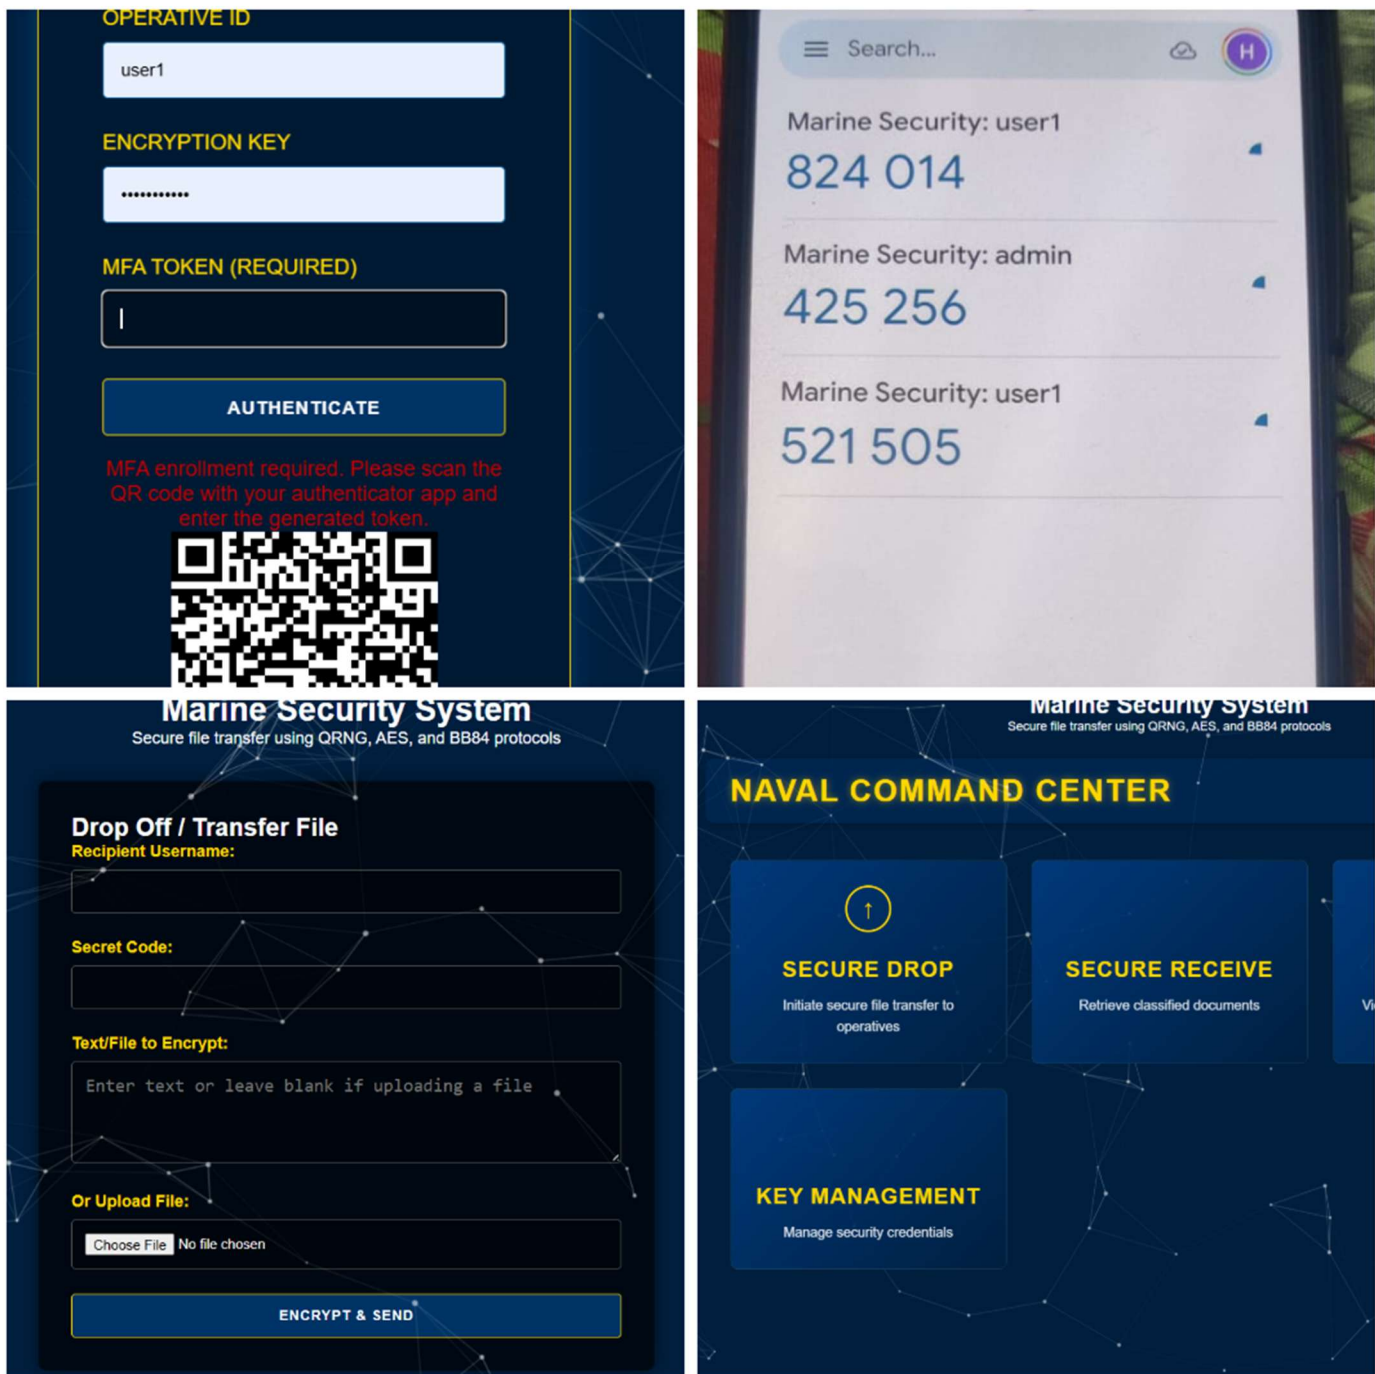 OPERATIVE ID
user1
ENCRYPTION KEY
MFA TOKEN (REQUIRED)
AUTHENTICATE
MFA enrollment required. Please scan the
QR code with your authenticator app and
enter the generated token.
Search...
H
Marine Security: user1
824 014
Marine Security: admin
425 256
Marine Security: user1
521 505
Marine Security System
Secure file transfer using QRNG, AES, and BB84 protocols
Drop Off / Transfer File
Recipient Username:
Secret Code:
Text/File to Encrypt:
Enter text or leave blank if uploading a file
Or Upload File:
Choose File No file chosen
ENCRYPT & SEND
Marine Security System
Secure file transfer using QRNG, AES, and BB84 protocols
NAVAL COMMAND CENTER
SECURE DROP
Initiate secure file transfer to
operatives
SECURE RECEIVE
Retrieve classified documents
KEY MANAGEMENT
Manage security credentials